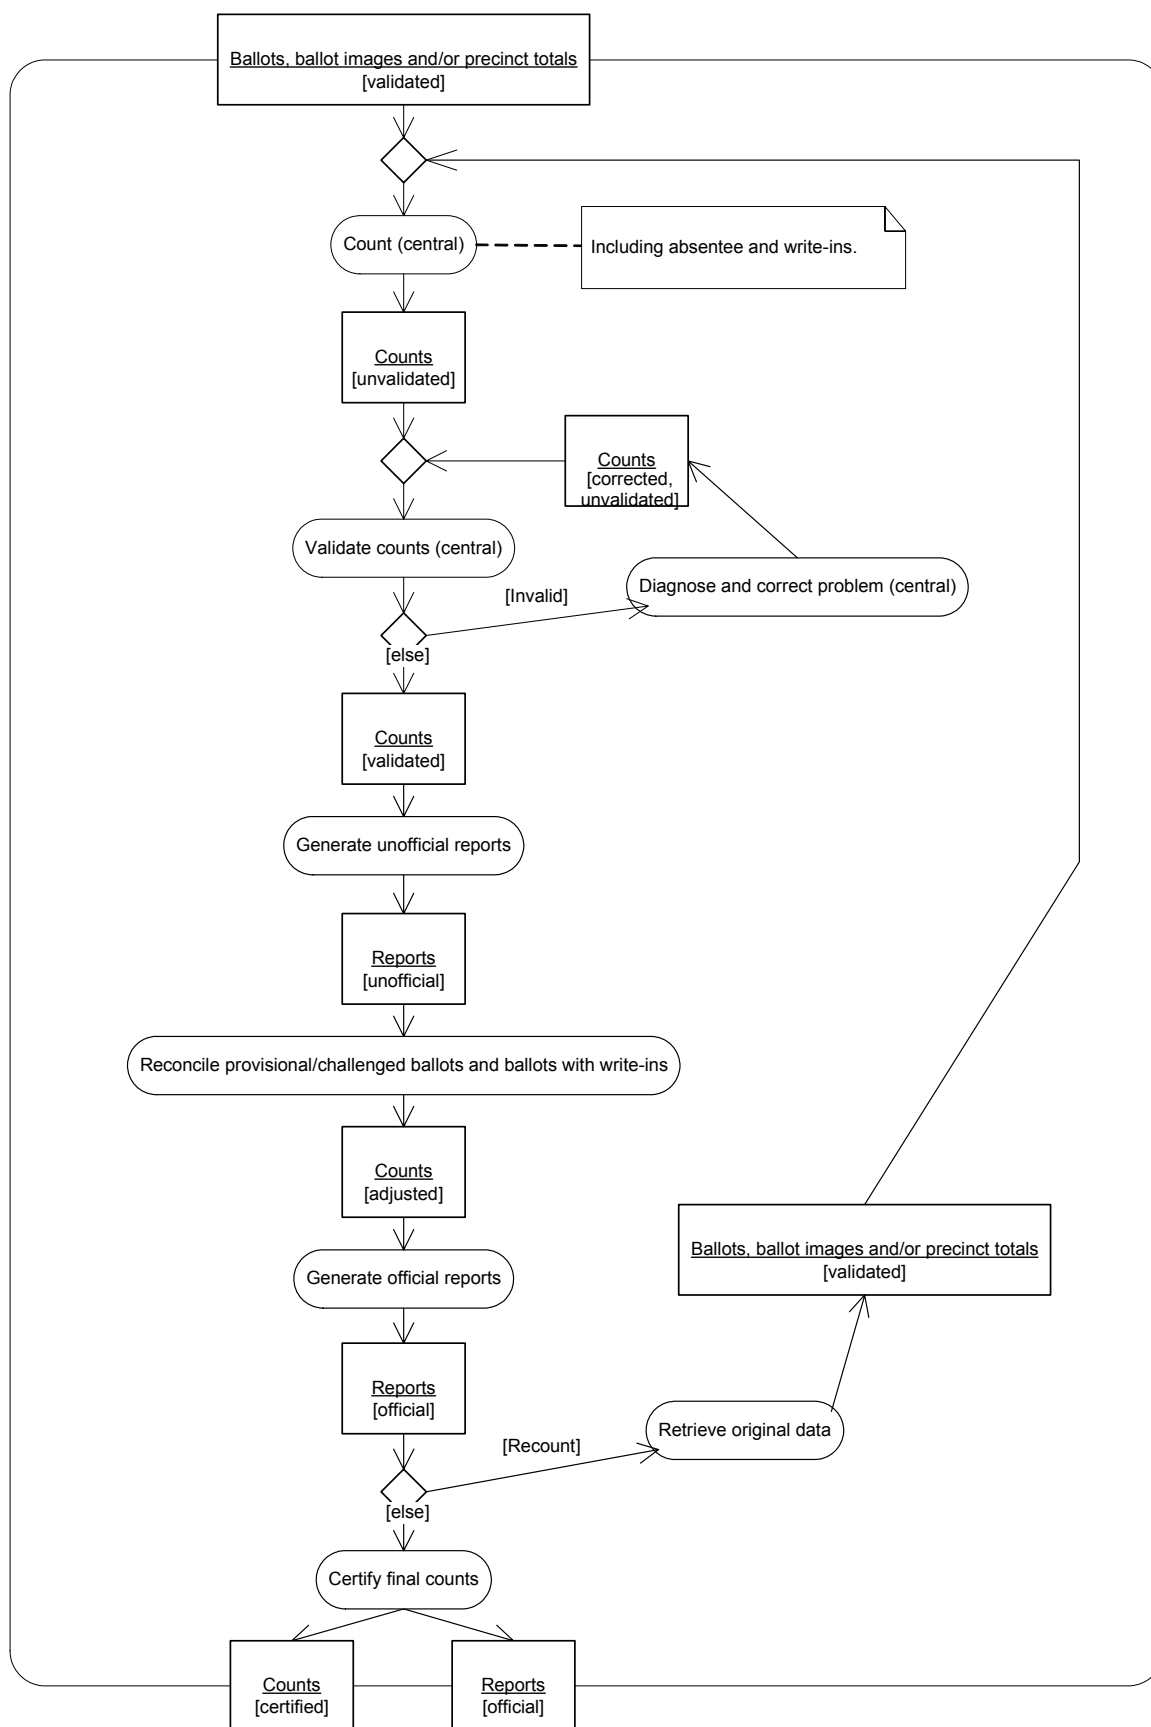 Ballots, ballot images and/or precinct totals
[validated]
Count (central)
Including absentee and write-ins.
Counts
[unvalidated]
Counts
[corrected,
unvalidated]
Validate counts (central)
[Invalid]
Diagnose and correct problem (central)
[else]
Counts
[validated]
Generate unofficial reports
Reports
[unofficial]
Reconcile provisional/challenged ballots and ballots with write-ins
Counts
[adjusted]
Ballots, ballot images and/or precinct totals
[validated]
Generate official reports
Reports
[official]
Retrieve original data
[Recount]
[else]
Certify final counts
Counts
[certified]
Reports
[official]